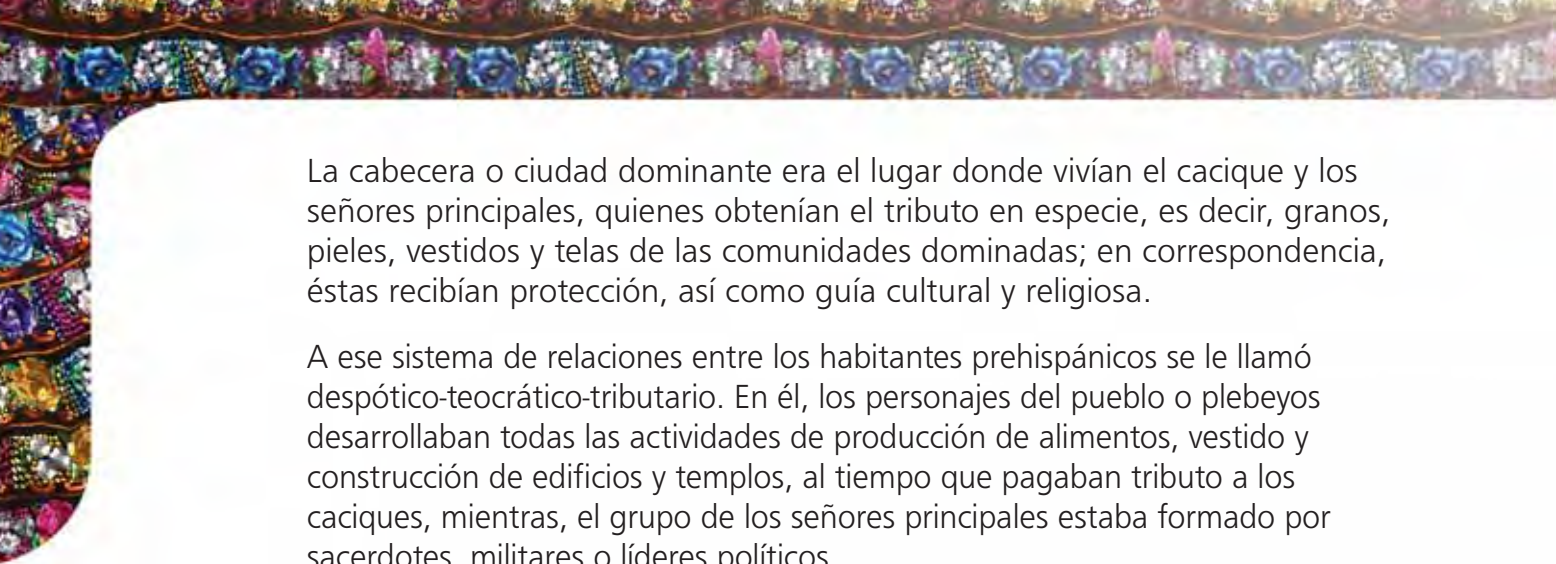 La cabecera o ciudad dominante era el lugar donde vivían el cacique y los
señores principales, quienes obtenían el tributo en especie, es decir, granos,
pieles, vestidos y telas de las comunidades dominadas; en correspondencia,
éstas recibían protección, así como guía cultural y religiosa.
A ese sistema de relaciones entre los habitantes prehispánicos se le llamó
despótico-teocrático-tributario. En él, los personajes del pueblo o plebeyos
desarrollaban todas las actividades de producción de alimentos, vestido y
construcción de edificios y templos, al tiempo que pagaban tributo a los
caciques, mientras, el grupo de los señores principales estaba formado por
sacerdotes, militares o líderes políticos